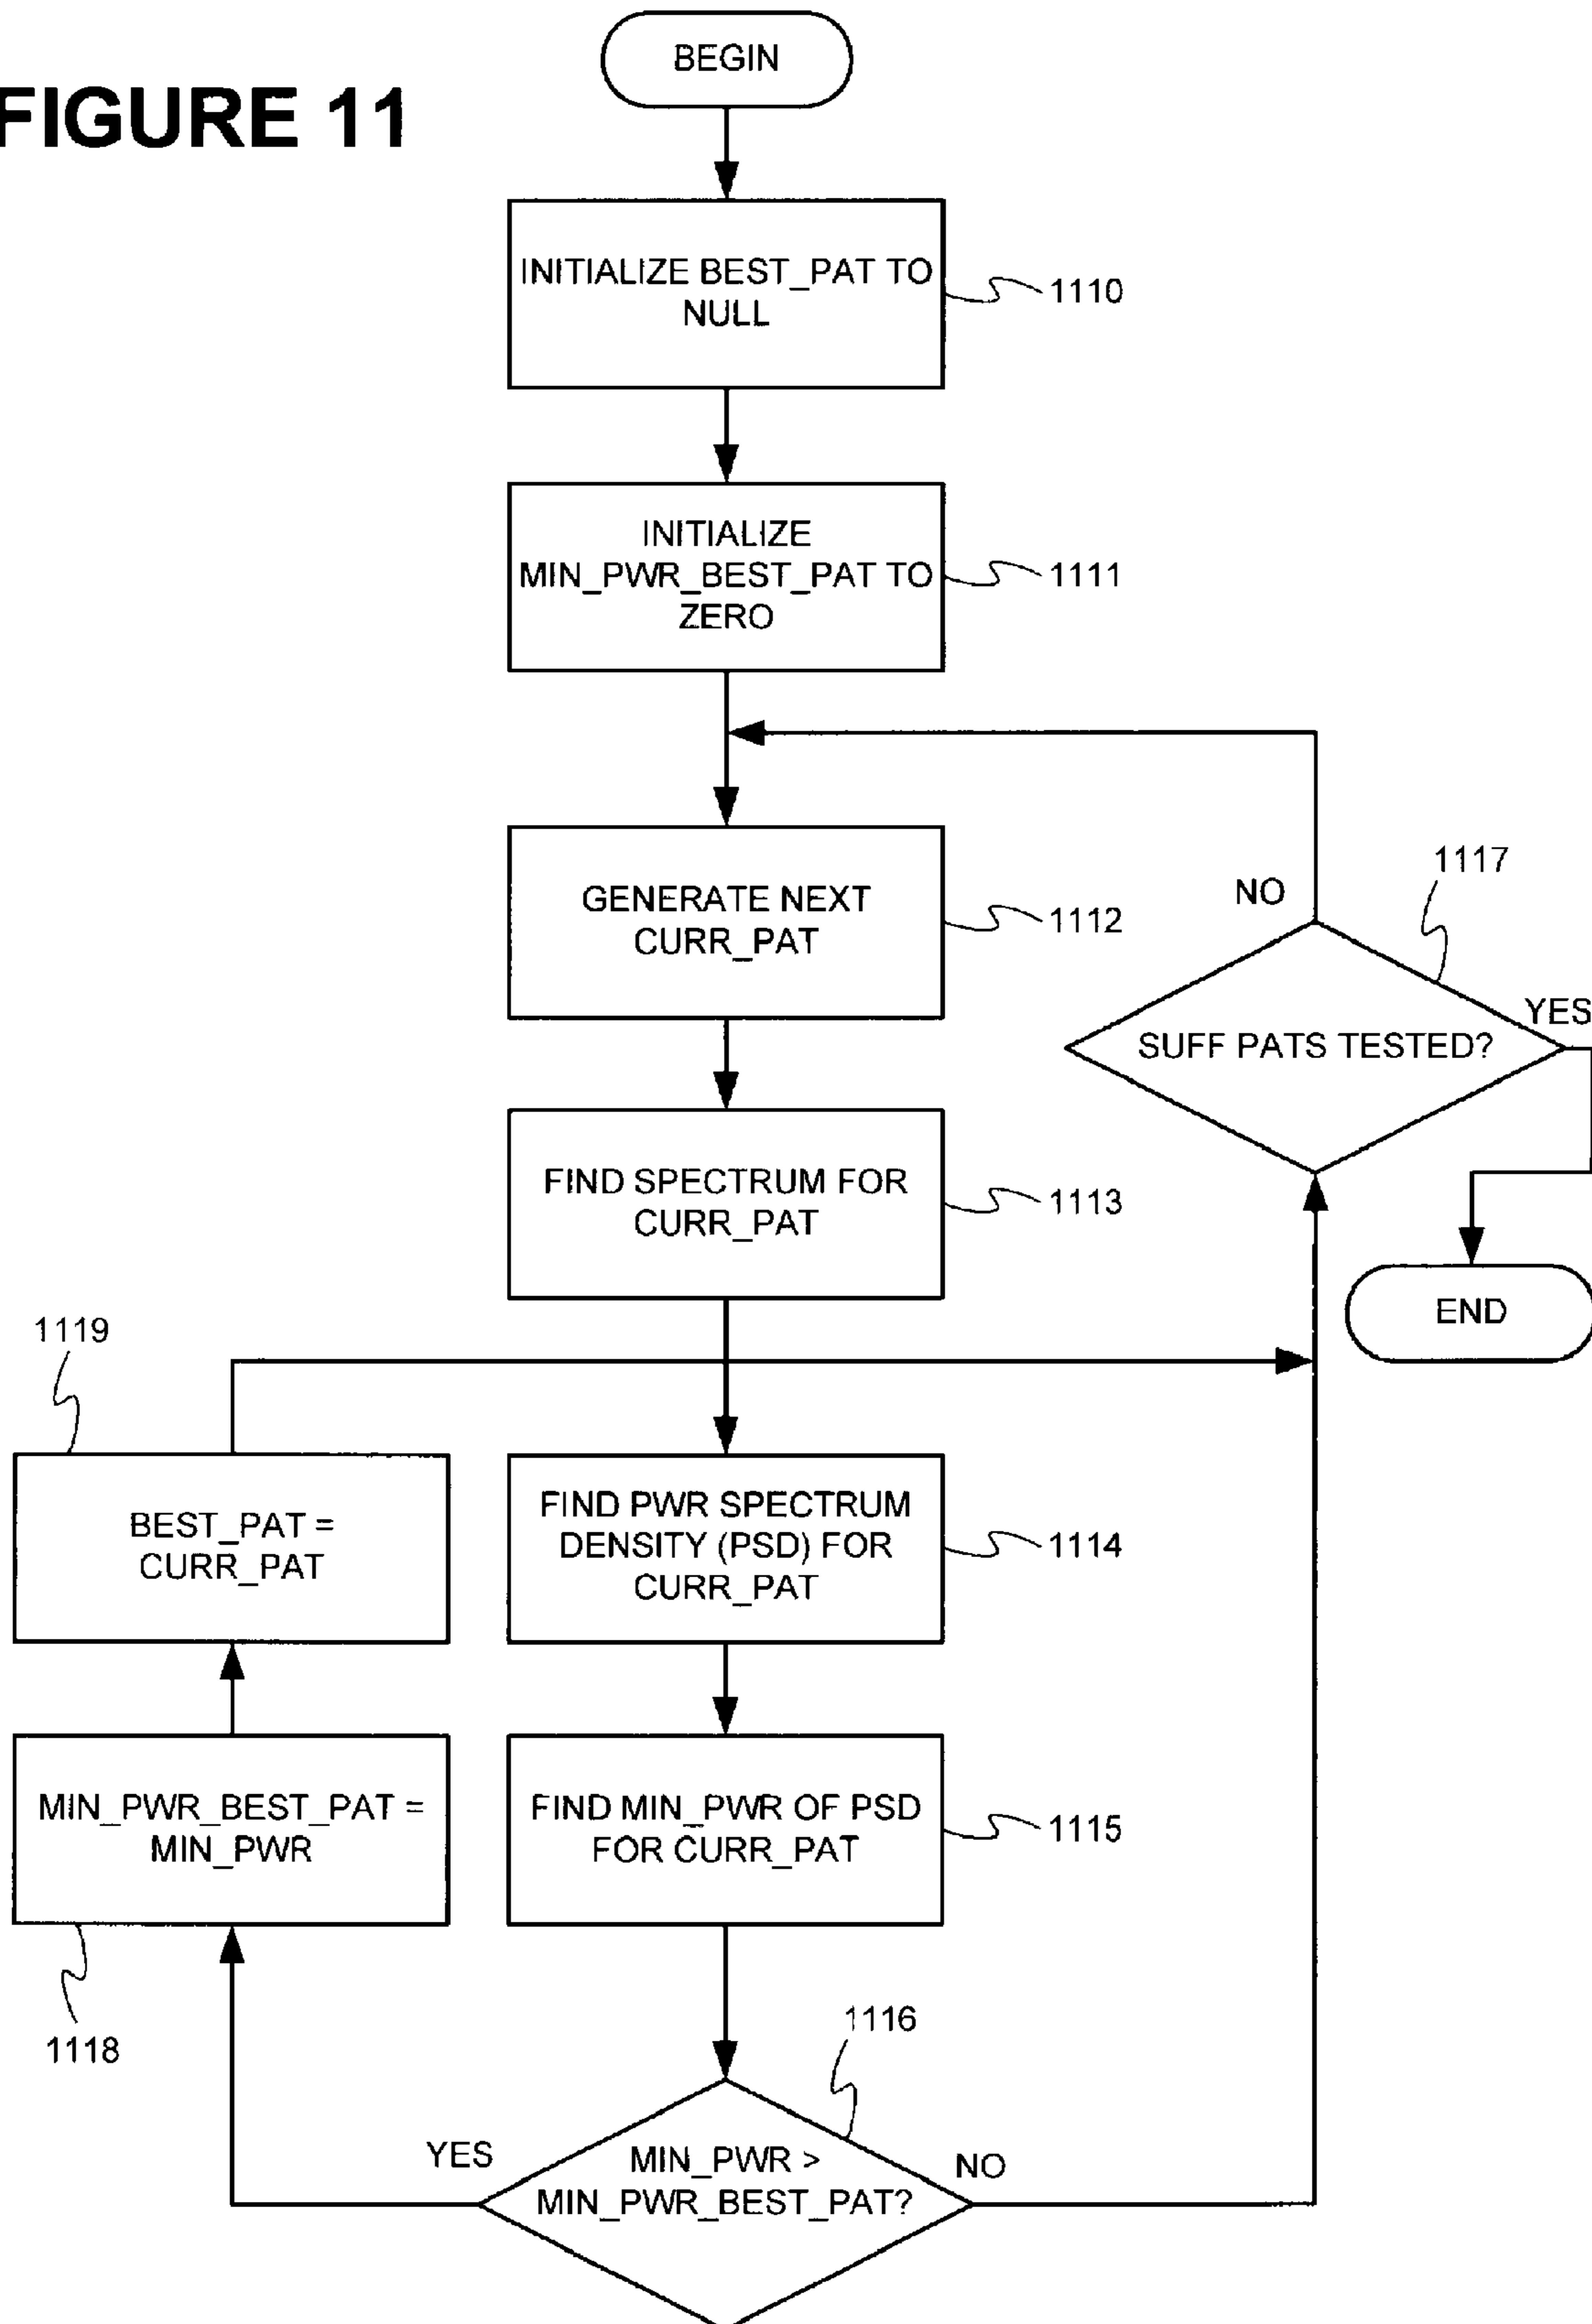 FIGURE 11
BEGIN
INITIALIZE BEST_PAT TO
NULL
1110
INITIALIZE
MIN_PWR_BEST_PAT TO
ZERO
1111
GENERATE NEXT
CURR_PAT
1112
NO
1117
SUFF PATS TESTED?
YES
FIND SPECTRUM FOR
CURR_PAT
1113
END
1119
BEST_PAT =
CURR_PAT
FIND PWR SPECTRUM
DENSITY (PSD) FOR
CURR_PAT
1114
MIN_PWR_BEST_PAT =
MIN_PWR
1118
FIND MIN_PWR OF PSD
FOR CURR_PAT
1115
1116
YES
MIN_PWR >
MIN_PWR_BEST_PAT?
NO